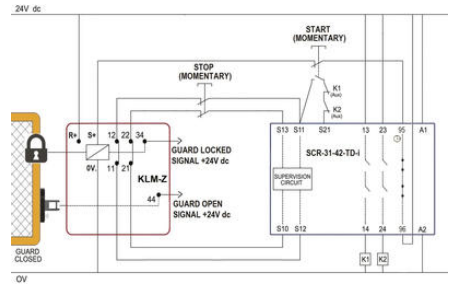 24V dc
START
(MOMENTARY)
STOP
(MOMENTARY)
K1
(Aux)
K2
(Aux)
R+ S+ 12 22 34
S13 S11 S21 13 23 95 A1
GUARD LOCKED
SIGNAL +24V dc
SCR-31-42-TD-i
0V.
11 21
KLM-Z
SUPERVISION
CIRCUIT
44
GUARD OPEN
SIGNAL +24V dc
S10 S12 14 24 96 A2
GUARD
CLOSED
K1 K2
OV